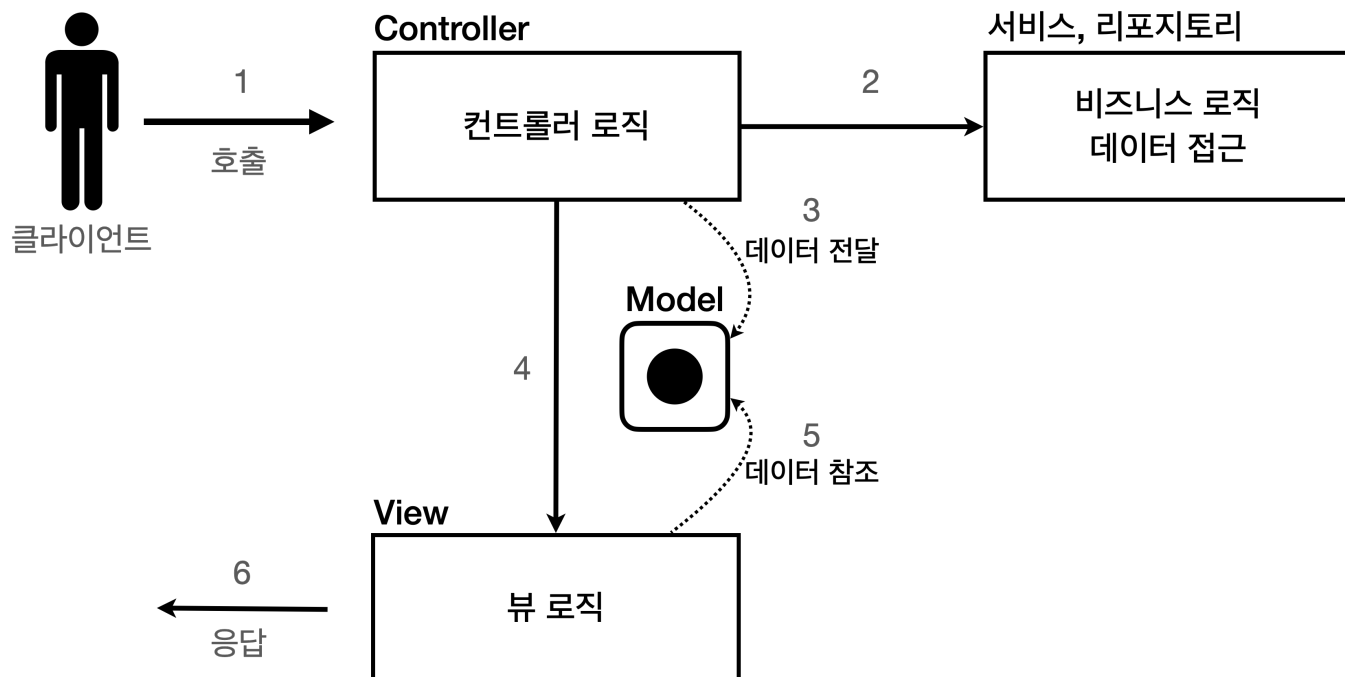 Controller
서비스, 리포지토리
1
2
컨트롤러 로직
비즈니스 로직
데이터 접근
호출
클라이언트
3
데이터 전달
Model
4
5
데이터 참조
View
6
뷰 로직
응답